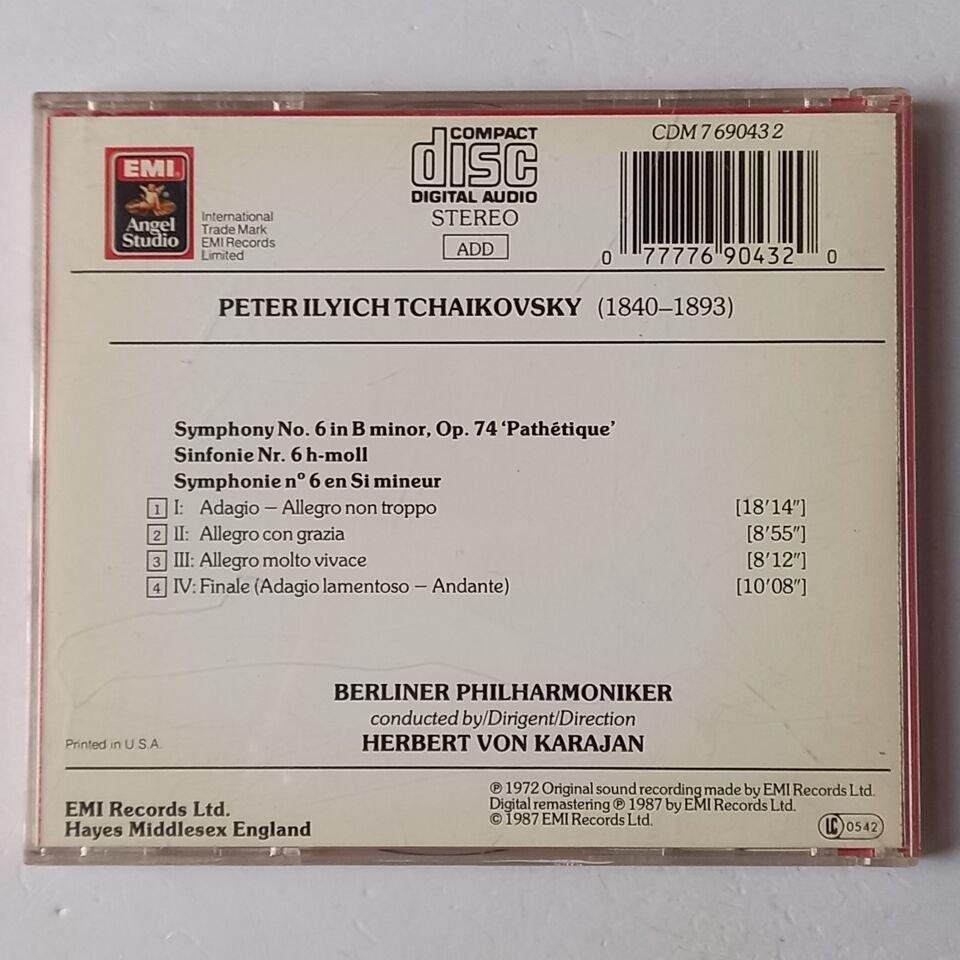 EMI
Angel
Studio
International
Trade Mark
EMI Records
Limited
COMPACT
disc
DIGITAL AUDIO
STEREO
ADD
CDM 7 69043 2
0 77776 90432 0
PETER ILYICH TCHAIKOVSKY (1840–1893)
Symphony No. 6 in B minor, Op. 74 ‘Pathétique’
Sinfonie Nr. 6 h-moll
Symphonie nº 6 en Si mineur
1 I: Adagio – Allegro non troppo [18′14″]
2 II: Allegro con grazia [8′55″]
3 III: Allegro molto vivace [8′12″]
4 IV: Finale (Adagio lamentoso – Andante) [10′08″]
BERLINER PHILHARMONIKER
conducted by/Dirigent/Direction
HERBERT VON KARAJAN
Printed in U.S.A.
EMI Records Ltd.
Hayes Middlesex England
℗ 1972 Original sound recording made by EMI Records Ltd.
Digital remastering ℗ 1987 by EMI Records Ltd.
© 1987 EMI Records Ltd.
LC 0542